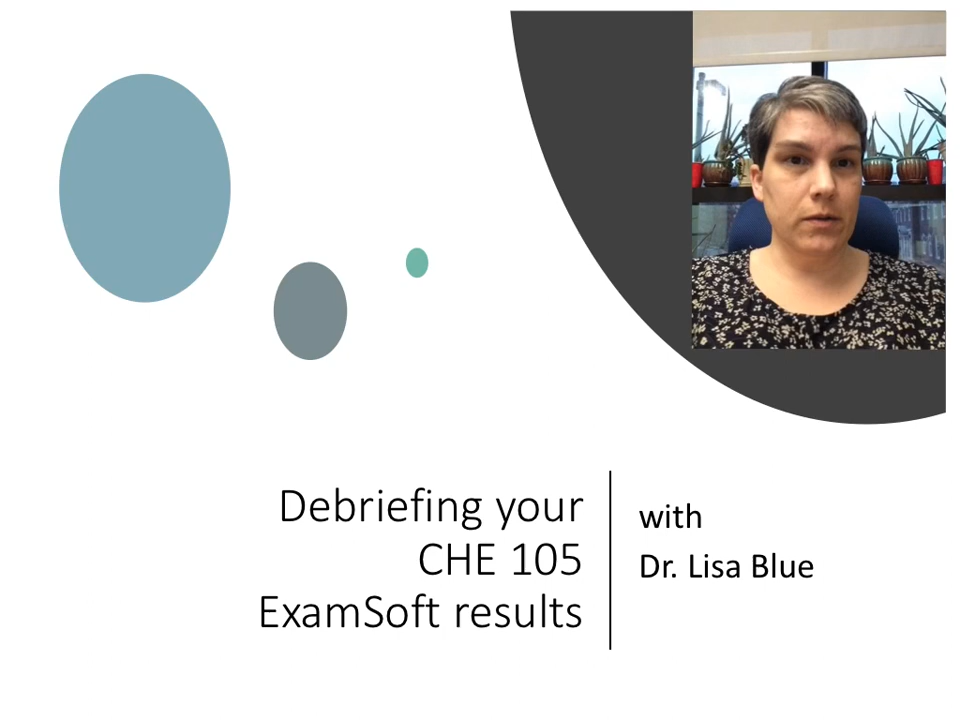 Debriefing your
CHE 105
ExamSoft results
with
Dr. Lisa Blue